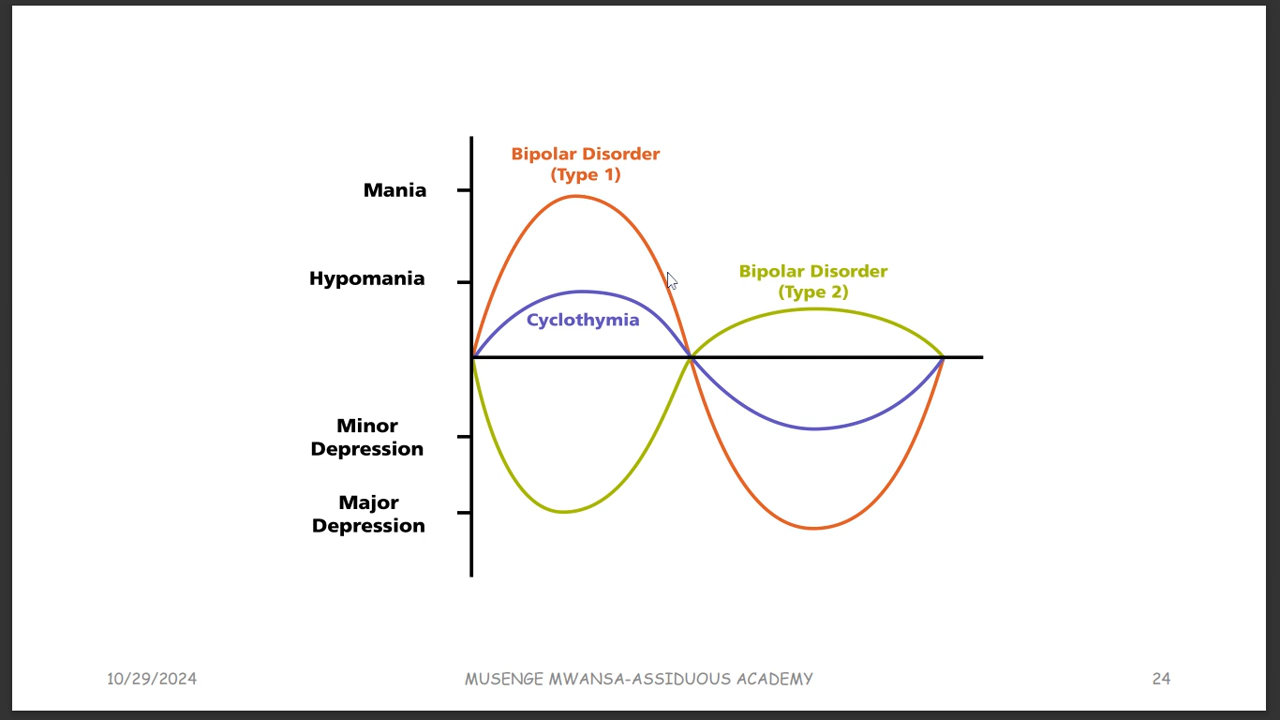 Bipolar Disorder
(Type 1)
Mania
Hypomania
Bipolar Disorder
(Type 2)
Cyclothymia
Minor
Depression
Major
Depression
10/29/2024
MUSENGE MWANSA-ASSIDUOUS ACADEMY
24